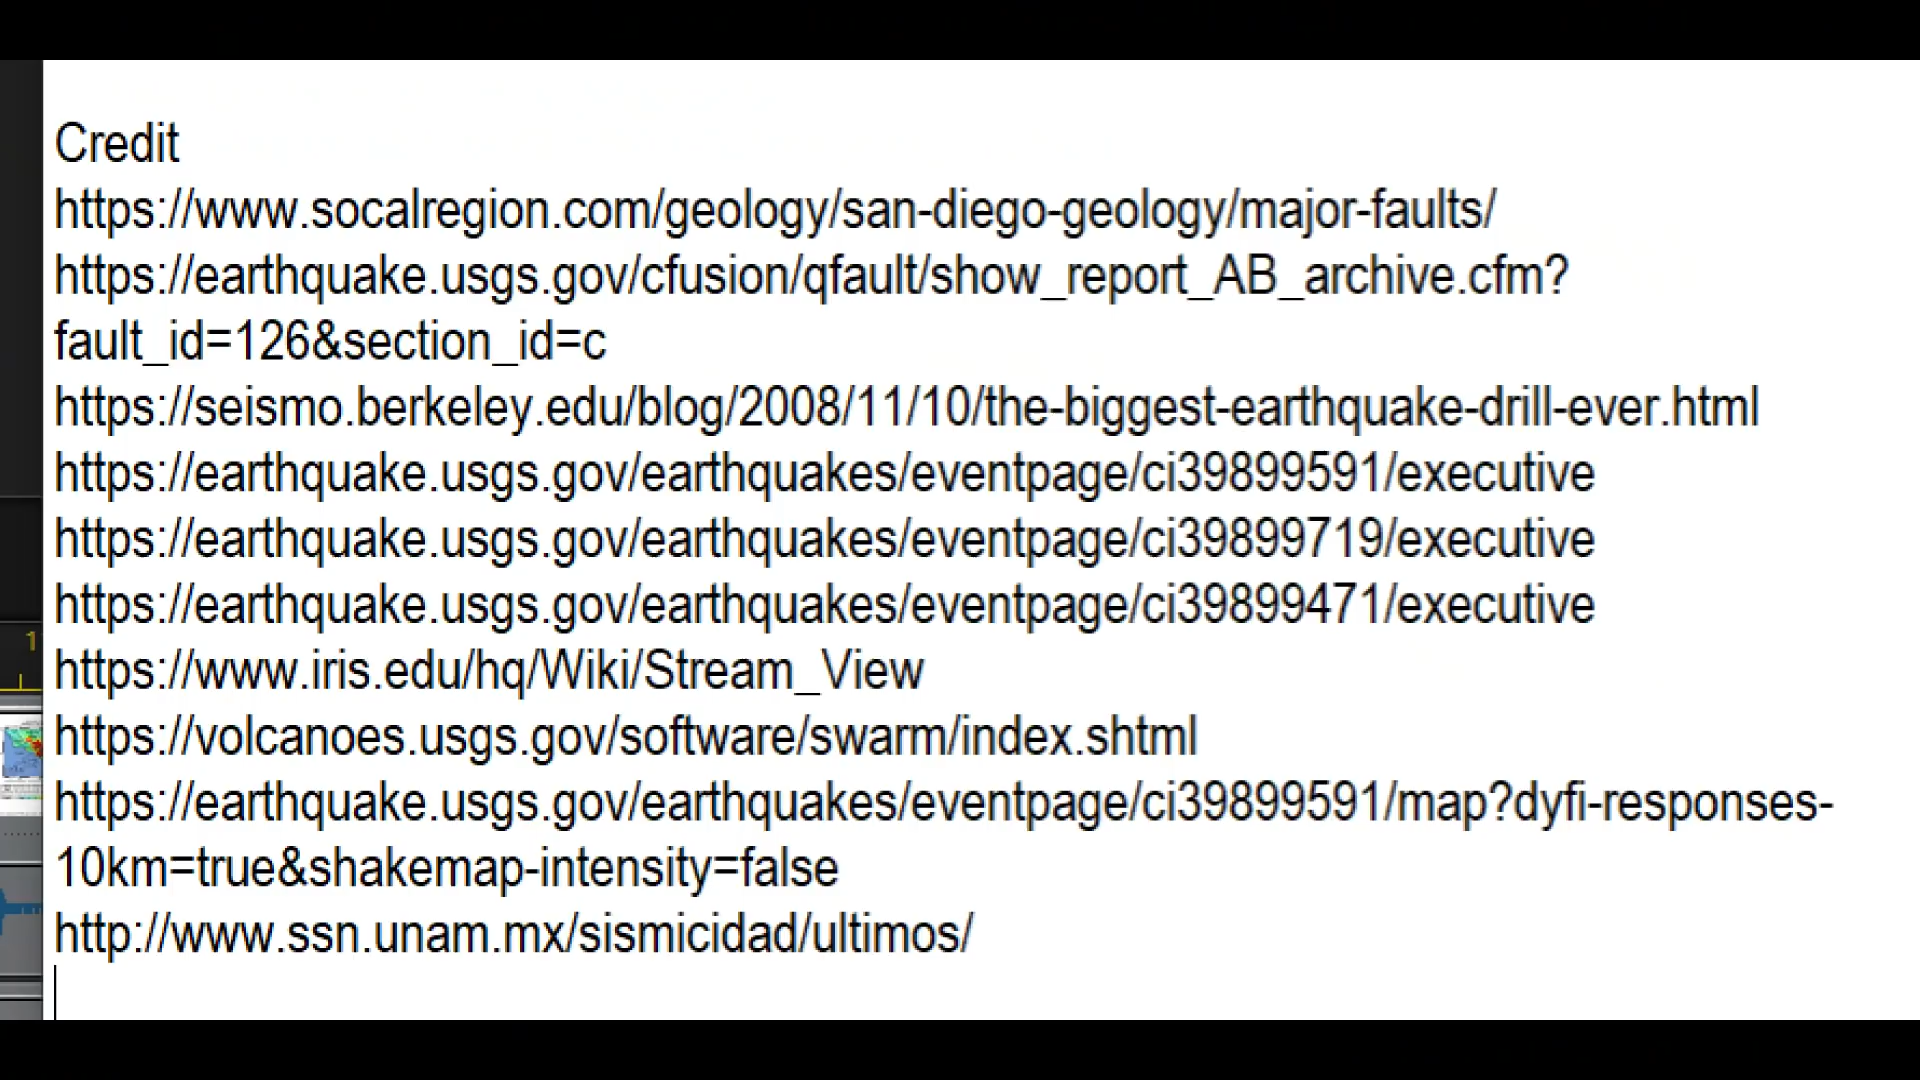 Credit
https://www.socalregion.com/geology/san-diego-geology/major-faults/
https://earthquake.usgs.gov/cfusion/qfault/show_report_AB_archive.cfm?
fault_id=126&section_id=c
https://seismo.berkeley.edu/blog/2008/11/10/the-biggest-earthquake-drill-ever.html
https://earthquake.usgs.gov/earthquakes/eventpage/ci39899591/executive
https://earthquake.usgs.gov/earthquakes/eventpage/ci39899719/executive
https://earthquake.usgs.gov/earthquakes/eventpage/ci39899471/executive
https://www.iris.edu/hq/Wiki/Stream_View
https://volcanoes.usgs.gov/software/swarm/index.shtml
https://earthquake.usgs.gov/earthquakes/eventpage/ci39899591/map?dyfi-responses-
10km=true&shakemap-intensity=false
http://www.ssn.unam.mx/sismicidad/ultimos/